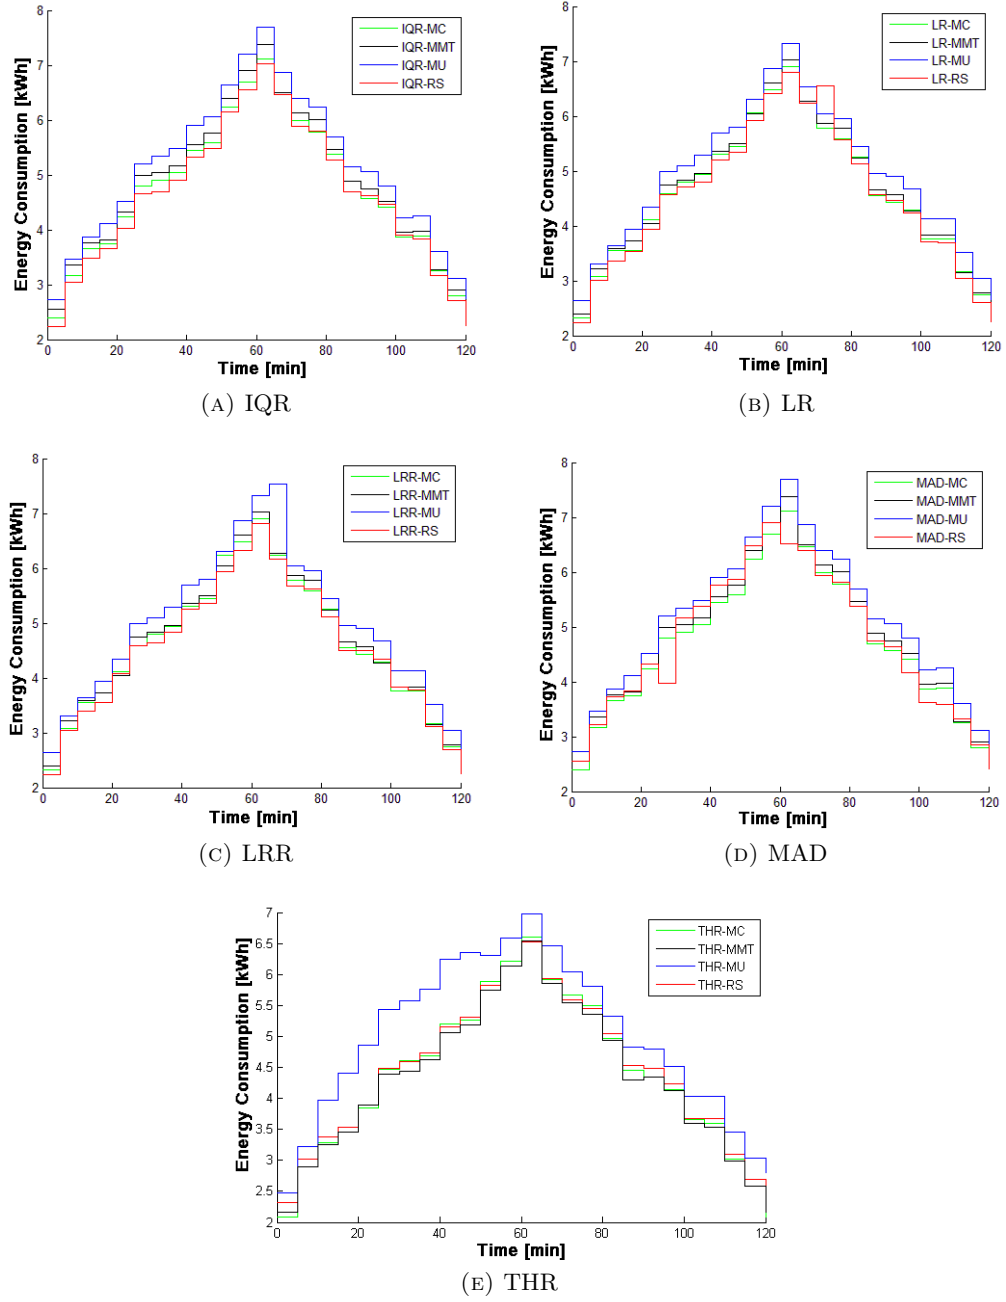 8
7
6
5
4
3
2
0
20
40
60
80
100
120
Energy Consumption [kWh]
Time [min]
IQR-MC
IQR-MMT
IQR-MU
IQR-RS
(A) IQR
8
7
6
5
4
3
2
0
20
40
60
80
100
120
Energy Consumption [kWh]
Time [min]
LR-MC
LR-MMT
LR-MU
LR-RS
(B) LR
8
7
6
5
4
3
2
0
20
40
60
80
100
120
Energy Consumption [kWh]
Time [min]
LRR-MC
LRR-MMT
LRR-MU
LRR-RS
(C) LRR
8
7
6
5
4
3
2
0
20
40
60
80
100
120
Energy Consumption [kWh]
Time [min]
MAD-MC
MAD-MMT
MAD-MU
MAD-RS
(D) MAD
7
6.5
6
5.5
5
4.5
4
3.5
3
2.5
2
0
20
40
60
80
100
120
Energy Consumption [kWh]
Time [min]
THR-MC
THR-MMT
THR-MU
THR-RS
(E) THR